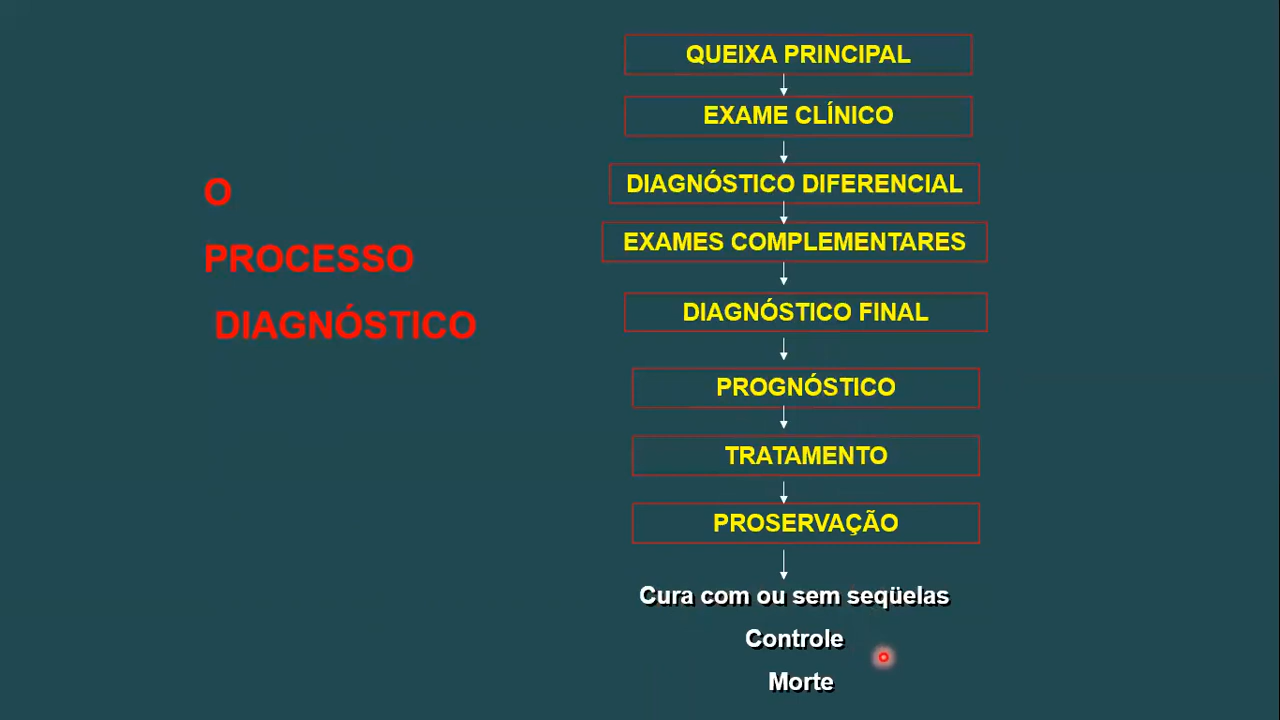 O
PROCESSO
DIAGNÓSTICO
QUEIXA PRINCIPAL
EXAME CLÍNICO
DIAGNÓSTICO DIFERENCIAL
EXAMES COMPLEMENTARES
DIAGNÓSTICO FINAL
PROGNÓSTICO
TRATAMENTO
PROSERVAÇÃO
Cura com ou sem seqüelas
Controle
Morte